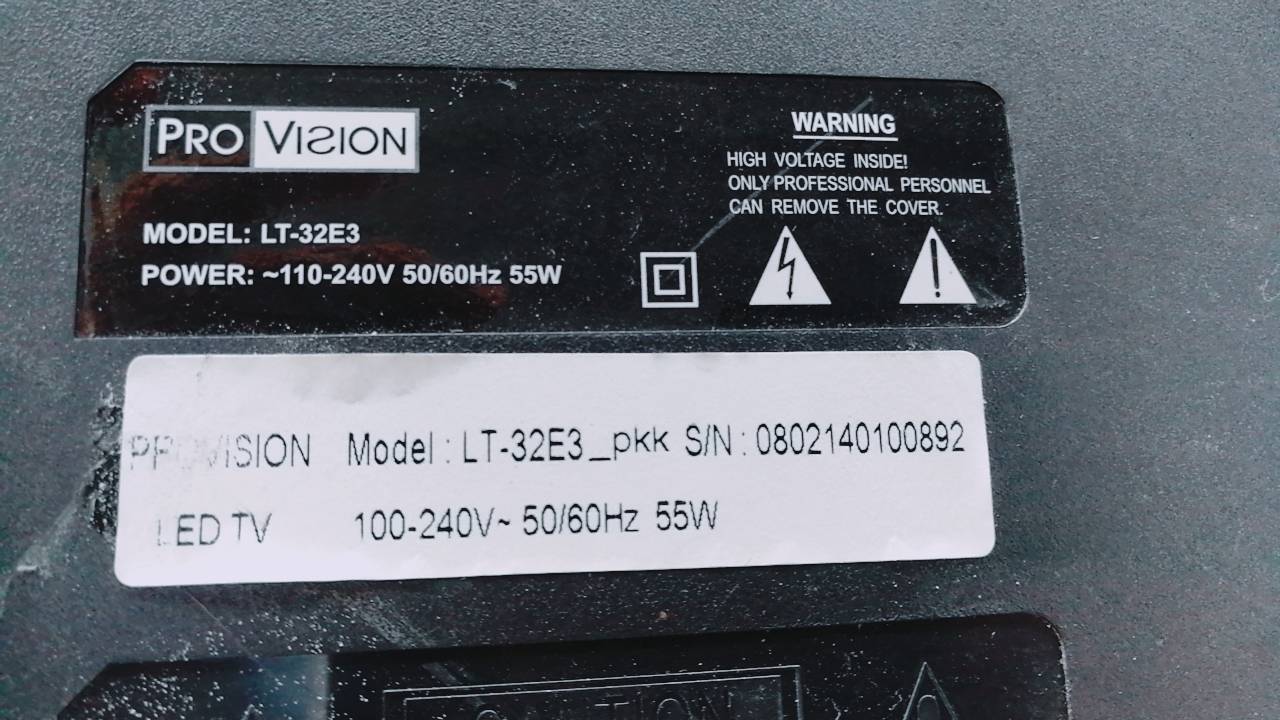 PRO VISION
MODEL: LT-32E3
POWER: ~110-240V 50/60Hz 55W
WARNING
HIGH VOLTAGE INSIDE!
ONLY PROFESSIONAL PERSONNEL
CAN REMOVE THE COVER.
PROVISION Model : LT-32E3_pkk S/N : 0802140100892
LED TV 100-240V~ 50/60Hz 55W